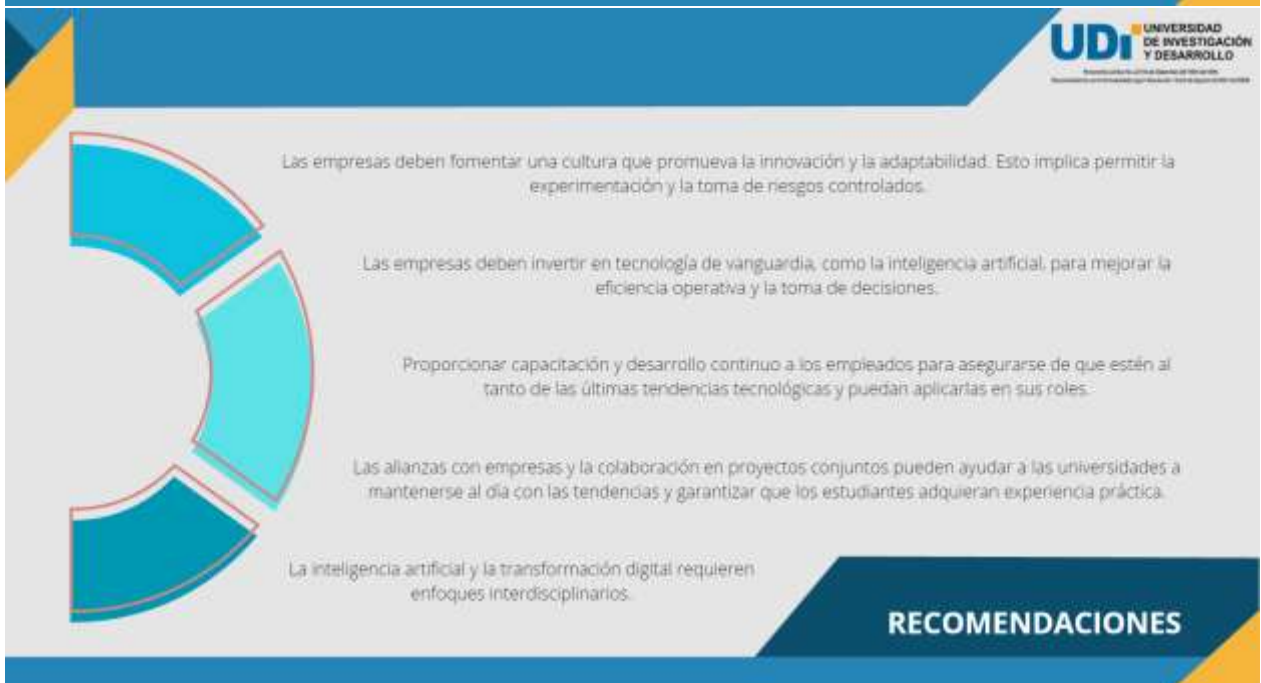 UDi UNIVERSIDAD
DE INVESTIGACIÓN
Y DESARROLLO
Las empresas deben fomentar una cultura que promueva la innovación y la adaptabilidad. Esto implica permitir la
experimentación y la toma de riesgos controlados.
Las empresas deben invertir en tecnología de vanguardia, como la inteligencia artificial, para mejorar la
eficiencia operativa y la toma de decisiones.
Proporcionar capacitación y desarrollo continuo a los empleados para asegurarse de que estén al
tanto de las últimas tendencias tecnológicas y puedan aplicarlas en sus roles.
Las alianzas con empresas y la colaboración en proyectos conjuntos pueden ayudar a las universidades a
mantenerse al día con las tendencias y garantizar que los estudiantes adquieran experiencia práctica.
La inteligencia artificial y la transformación digital requieren
enfoques interdisciplinarios.
RECOMENDACIONES